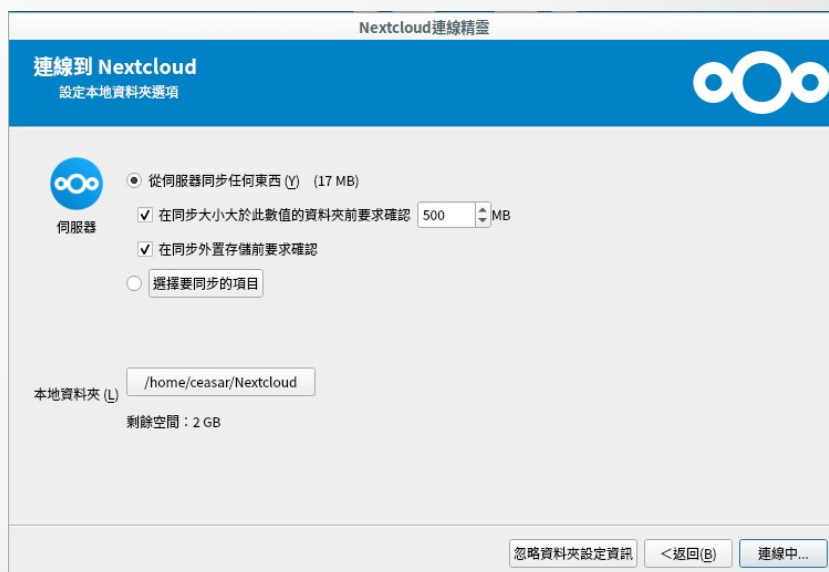 Nextcloud連線精靈
連線到 Nextcloud
設定本地資料夾選項
從伺服器同步任何東西 (Y) (17 MB)
在同步大小大於此數值的資料夾前要求確認 500 MB
伺服器
在同步外置存儲前要求確認
選擇要同步的項目
/home/ceasar/Nextcloud
本地資料夾 (L)
剩餘空間：2 GB
忽略資料夾設定資訊 <返回(B) 連線中...